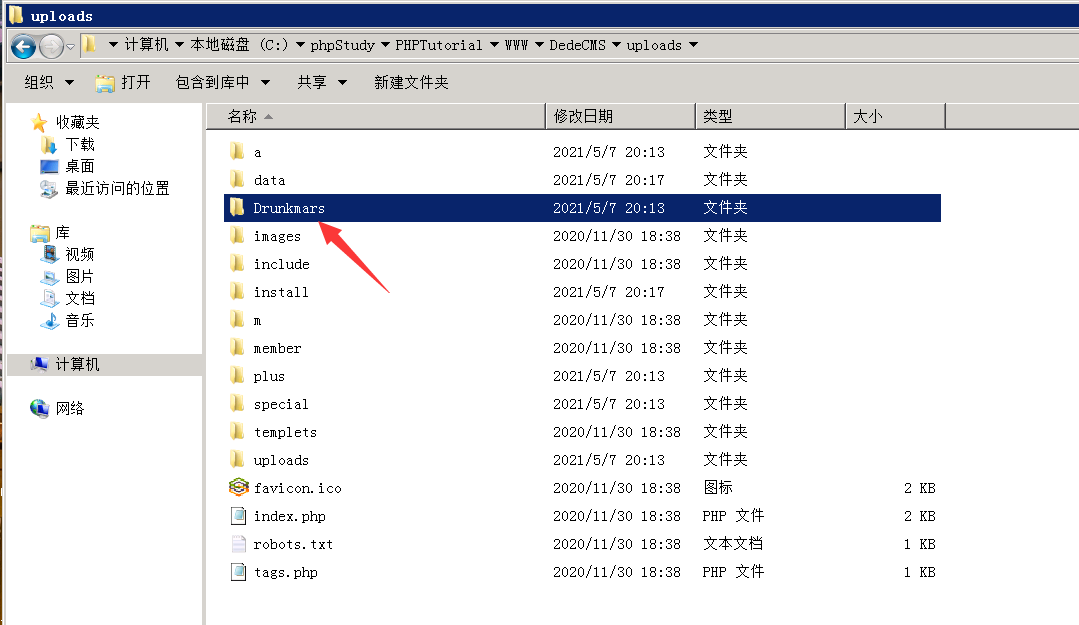 uploads
计算机 本地磁盘 (C:) phpStudy PHPTutorial WWW DedeCMS uploads
组织 打开 包含到库中 共享 新建文件夹
收藏夹
下载
桌面
最近访问的位置
库
视频
图片
文档
音乐
计算机
网络
名称 修改日期 类型 大小
a 2021/5/7 20:13 文件夹
data 2021/5/7 20:17 文件夹
Drunkmars 2021/5/7 20:13 文件夹
images 2020/11/30 18:38 文件夹
include 2020/11/30 18:38 文件夹
install 2021/5/7 20:17 文件夹
m 2020/11/30 18:38 文件夹
member 2020/11/30 18:38 文件夹
plus 2021/5/7 20:13 文件夹
special 2021/5/7 20:13 文件夹
templets 2020/11/30 18:38 文件夹
uploads 2021/5/7 20:13 文件夹
favicon.ico 2020/11/30 18:38 图标 2 KB
index.php 2020/11/30 18:38 PHP 文件 2 KB
robots.txt 2020/11/30 18:38 文本文档 1 KB
tags.php 2020/11/30 18:38 PHP 文件 1 KB